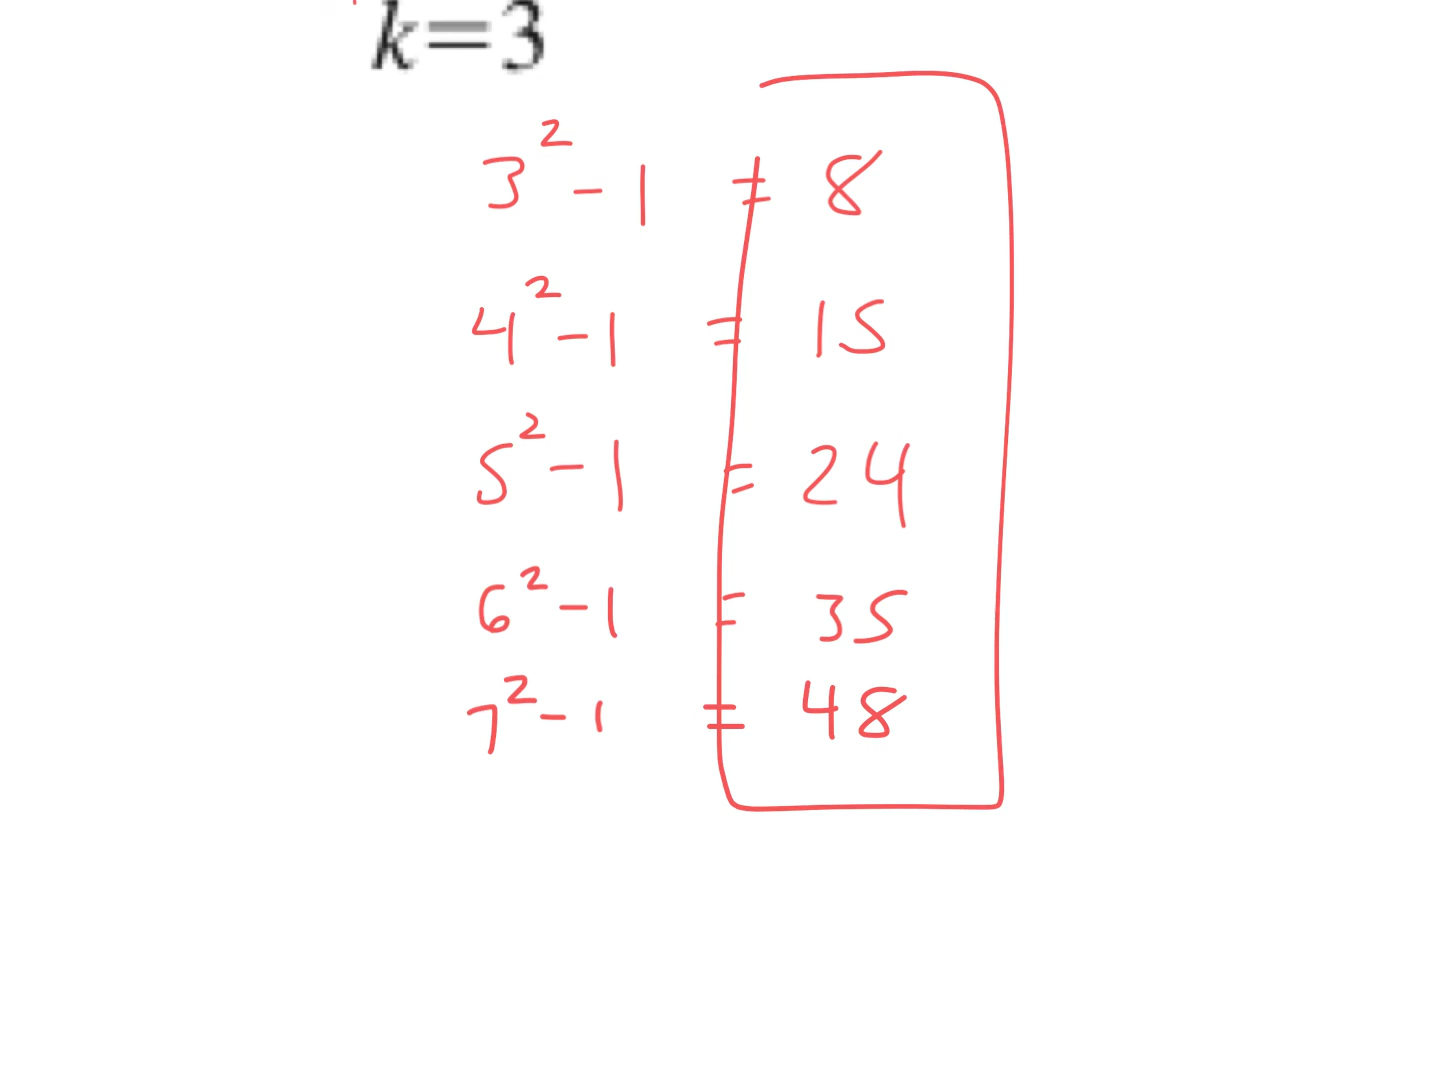 k=3
3² - 1 = 8
4² - 1 = 15
5² - 1 = 24
6² - 1 = 35
7² - 1 = 48